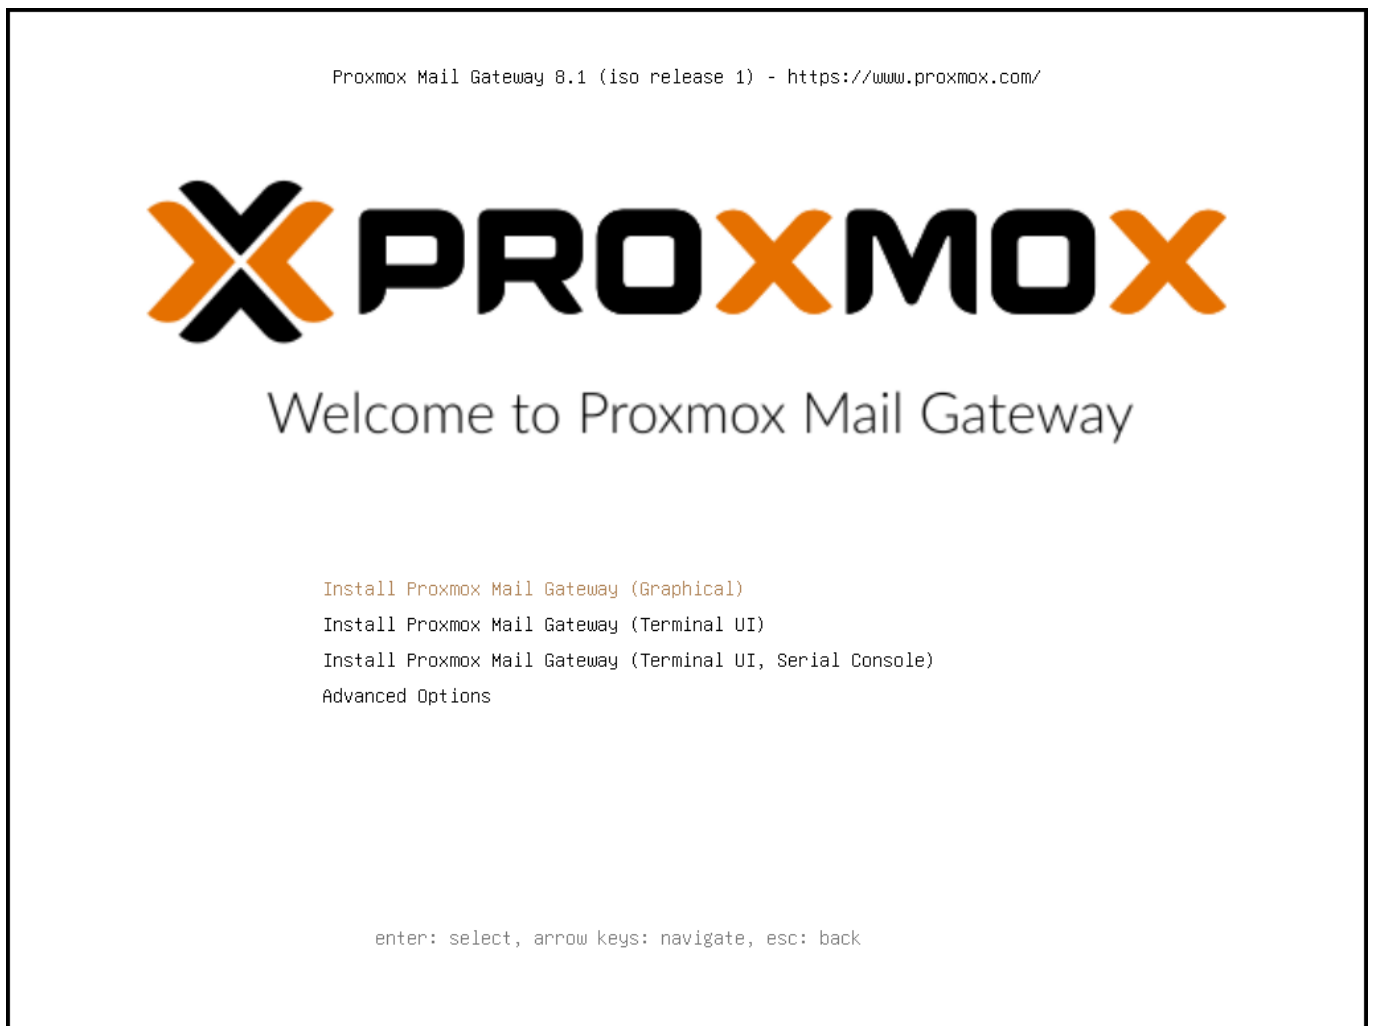 Proxmox Mail Gateway 8.1 (iso release 1) - https://www.proxmox.com/
PROXMOX
Welcome to Proxmox Mail Gateway
Install Proxmox Mail Gateway (Graphical)
Install Proxmox Mail Gateway (Terminal UI)
Install Proxmox Mail Gateway (Terminal UI, Serial Console)
Advanced Options
enter: select, arrow keys: navigate, esc: back